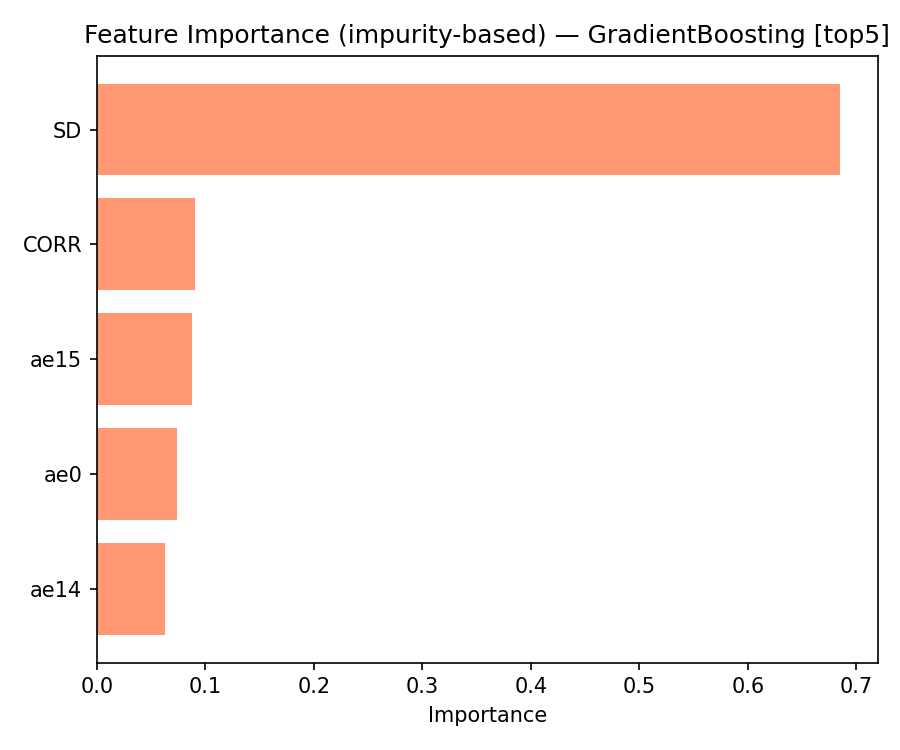 Feature Importance (impurity-based) — GradientBoosting [top5]
SD
CORR
ae15
ae0
ae14
0.0 0.1 0.2 0.3 0.4 0.5 0.6 0.7
Importance